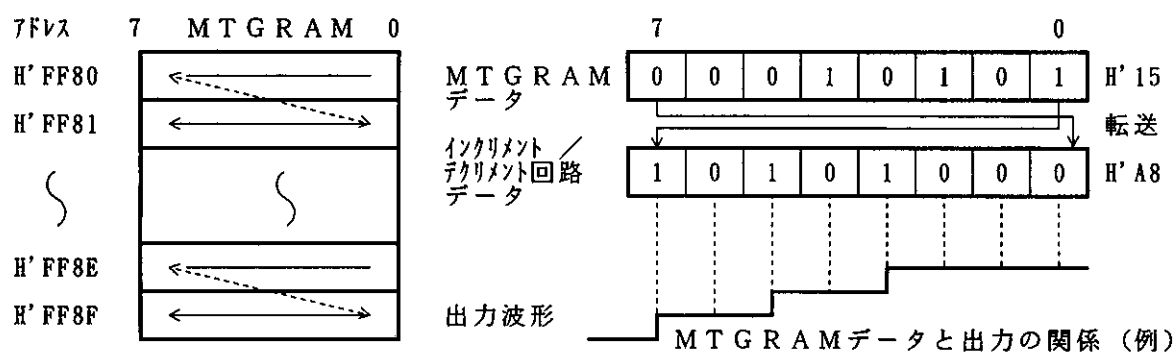 アドレス 7 MTGRAM 0
H'FF80
H'FF81
H'FF8E
H'FF8F
7 0
MTGRAM
データ
0 0 0 1 0 1 0 1 H'15
転送
インクリメント/
デクリメント回路
データ
1 0 1 0 1 0 0 0 H'A8
出力波形
MTGRAMデータと出力の関係(例)